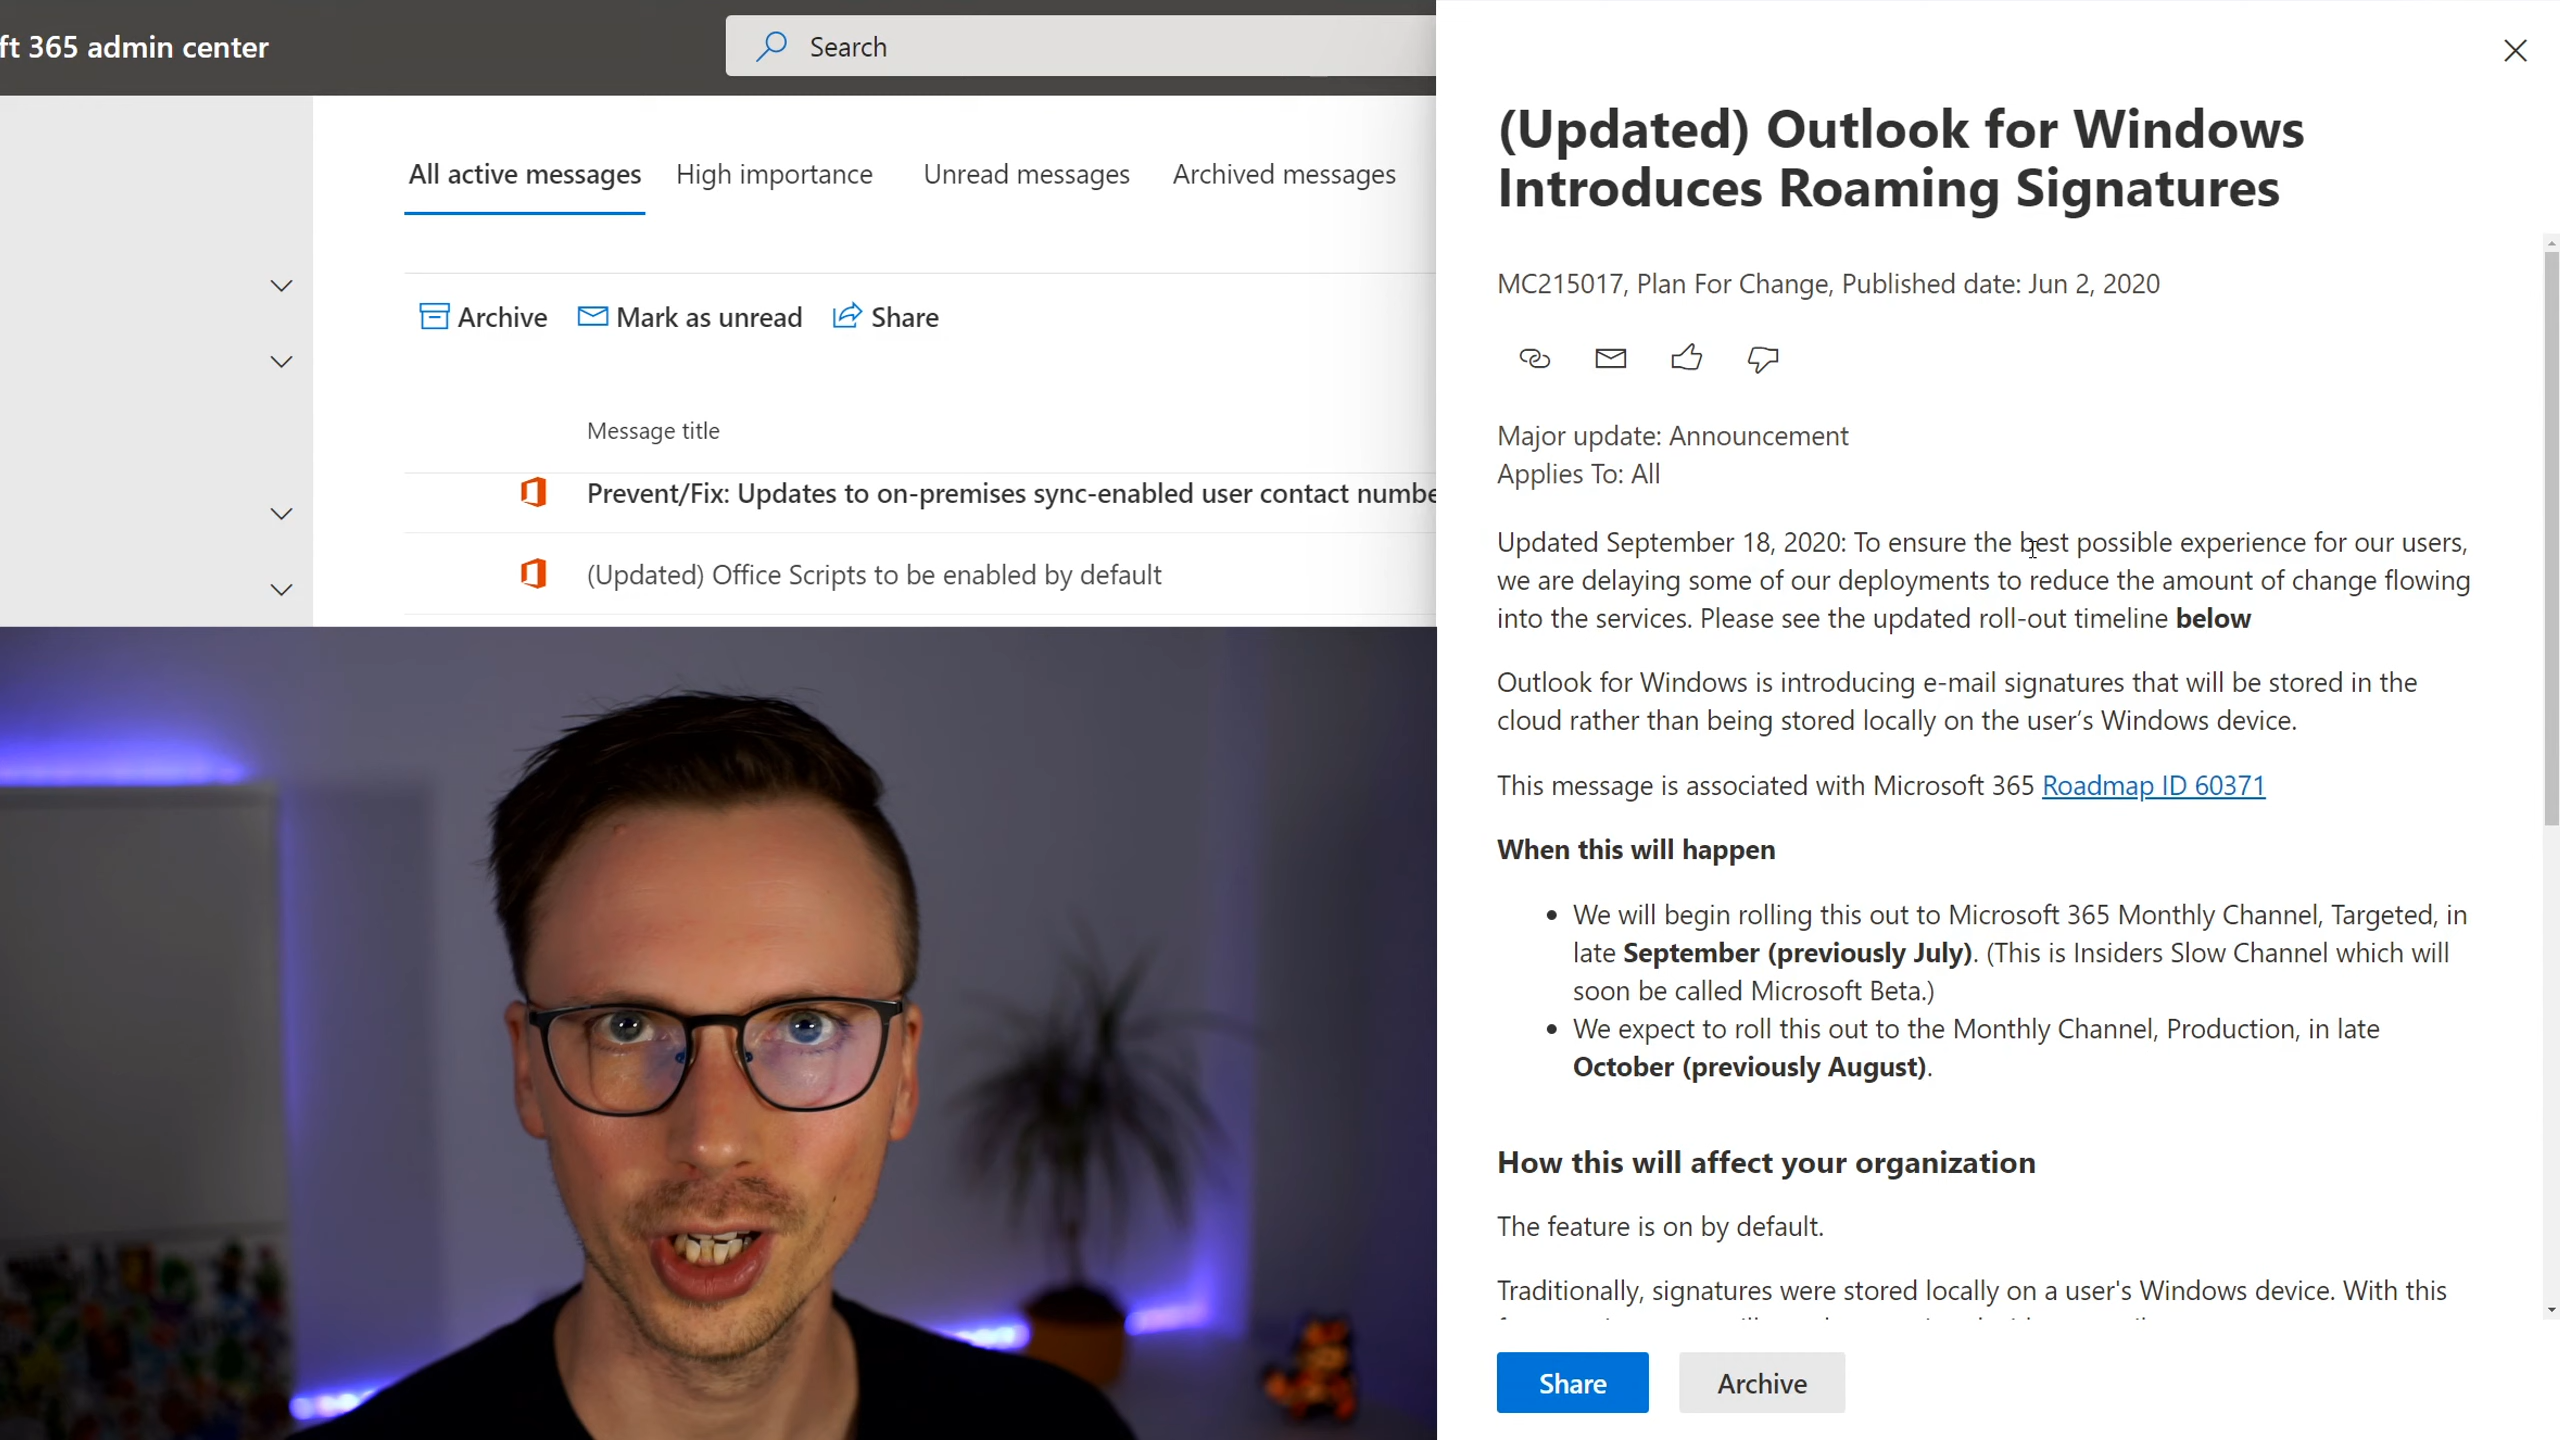 ft 365 admin center
Search
All active messages
High importance
Unread messages
Archived messages
Archive
Mark as unread
Share
Message title
Prevent/Fix: Updates to on-premises sync-enabled user contact numbe
(Updated) Office Scripts to be enabled by default
(Updated) Outlook for Windows
Introduces Roaming Signatures
MC215017, Plan For Change, Published date: Jun 2, 2020
Major update: Announcement
Applies To: All
Updated September 18, 2020: To ensure the best possible experience for our users,
we are delaying some of our deployments to reduce the amount of change flowing
into the services. Please see the updated roll-out timeline below
Outlook for Windows is introducing e-mail signatures that will be stored in the
cloud rather than being stored locally on the user’s Windows device.
This message is associated with Microsoft 365 Roadmap ID 60371
When this will happen
• We will begin rolling this out to Microsoft 365 Monthly Channel, Targeted, in
late September (previously July). (This is Insiders Slow Channel which will
soon be called Microsoft Beta.)
• We expect to roll this out to the Monthly Channel, Production, in late
October (previously August).
How this will affect your organization
The feature is on by default.
Traditionally, signatures were stored locally on a user's Windows device. With this
Share
Archive